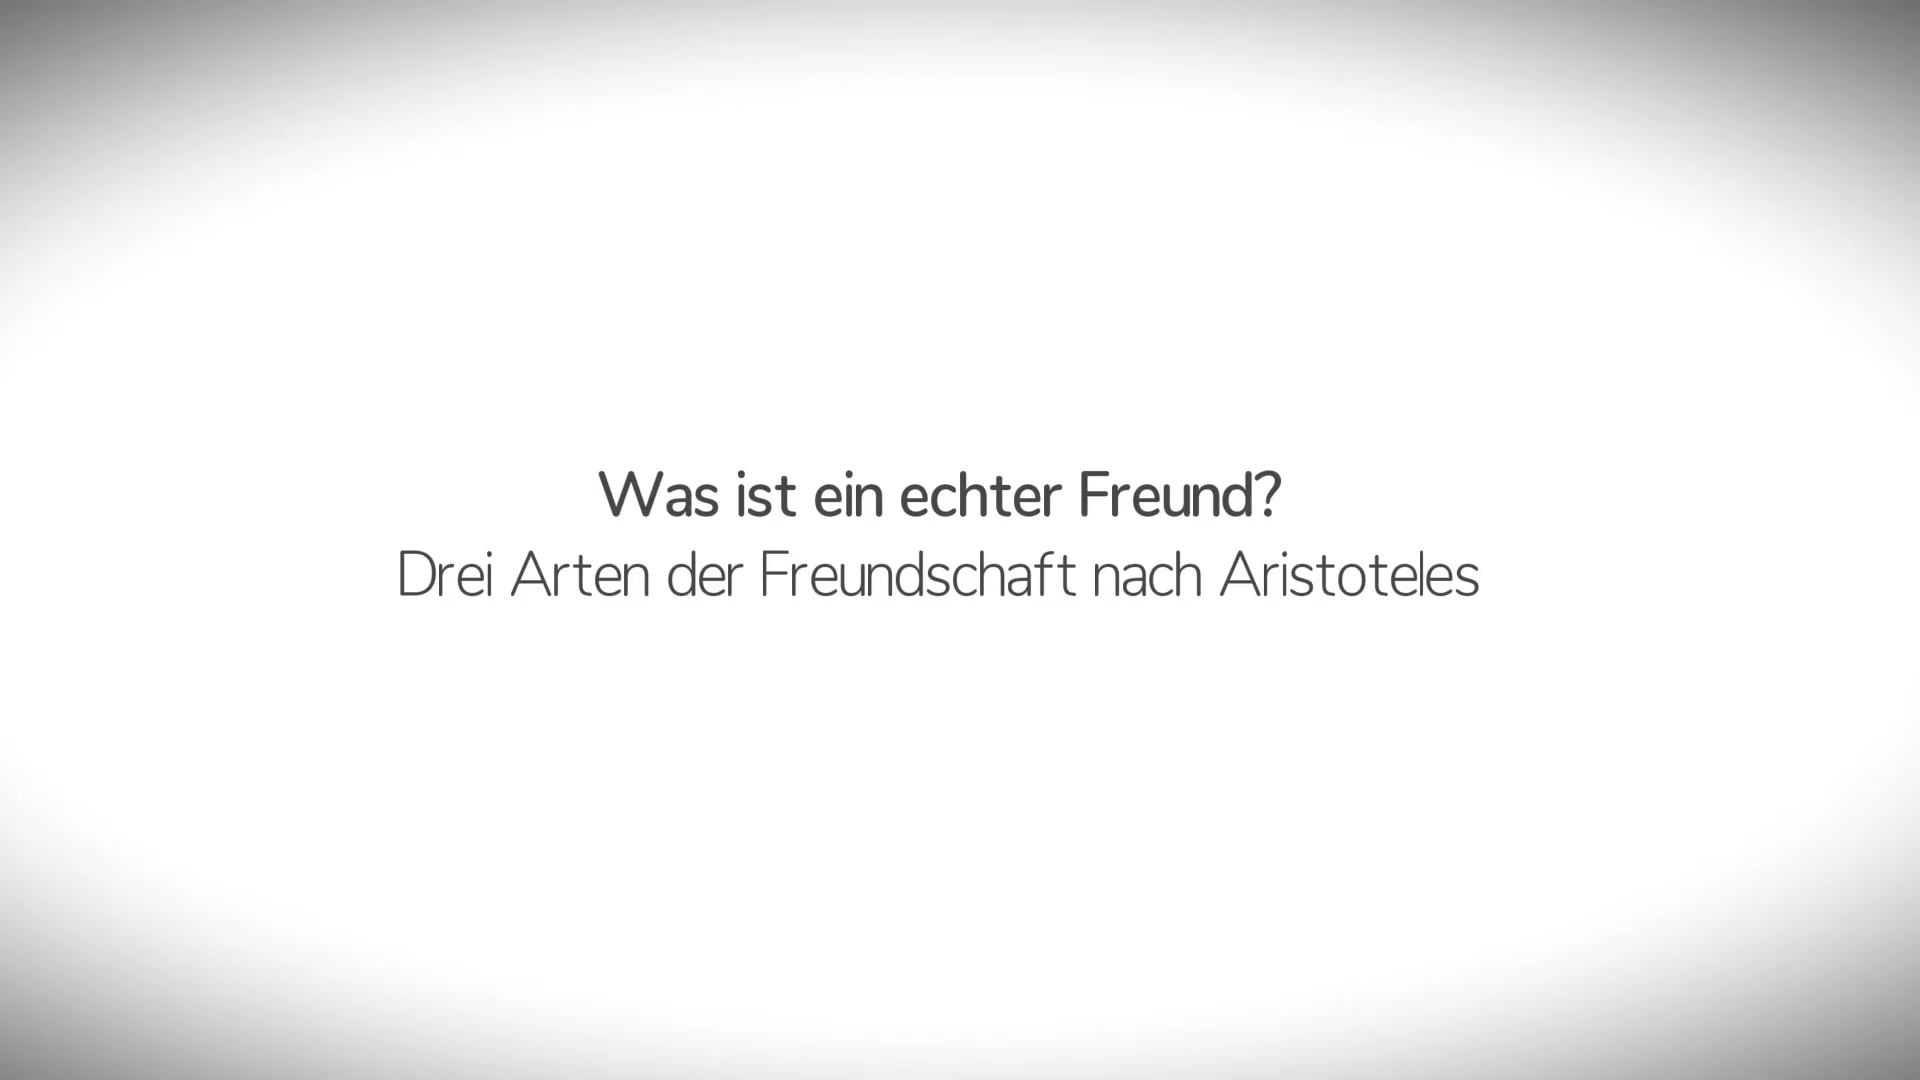 Was ist ein echter Freund?
Drei Arten der Freundschaft nach Aristoteles